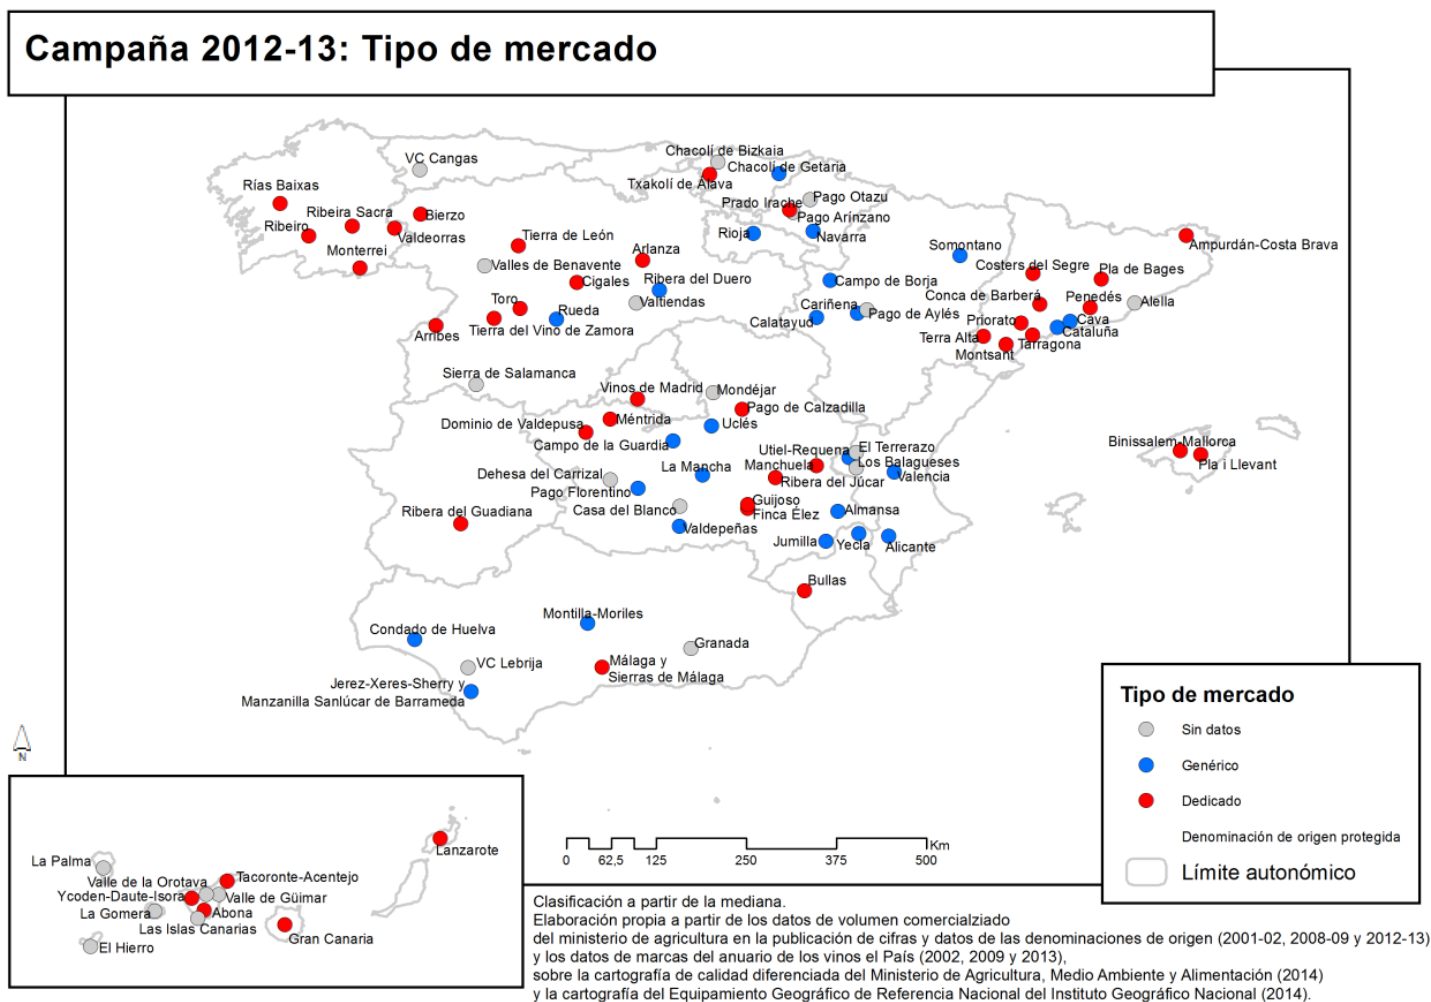 Campaña 2012-13: Tipo de mercado
Chacolí de Bizkaia
VC Cangas
Chacolí de Getaria
Txakolí de Álava
Rías Baixas
Pago Otazu
Prado Irache
Ribeira Sacra
Bierzo
Pago Arínzano
Ribeiro
Valdeorras
Rioja
Navarra
Tierra de León
Somontano
Ampurdán-Costa Brava
Monterrei
Arlanza
Valles de Benavente
Costers del Segre
Pla de Bages
Cigales
Ribera del Duero
Campo de Borja
Toro
Valtiendas
Cariñena
Conca de Barberá
Penedés
Alella
Rueda
Pago de Aylés
Calatayud
Priorato
Cava
Arribes
Tierra del Vino de Zamora
Cataluña
Terra Alta
Tarragona
Montsant
Sierra de Salamanca
Vinos de Madrid
Mondéjar
Pago de Calzadilla
Dominio de Valdepusa
Méntrida
Uclés
Campo de la Guardia
Utiel-Requena
El Terrerazo
Binissalem-Mallorca
Manchuela
Los Balagueses
Pla i Llevant
La Mancha
Dehesa del Carrizal
Valencia
Ribera del Júcar
Pago Florentino
Guijoso
Casa del Blanco
Ribera del Guadiana
Finca Élez
Almansa
Valdepeñas
Jumilla
Yecla
Alicante
Bullas
Montilla-Moriles
Condado de Huelva
Granada
VC Lebrija
Málaga y
Sierras de Málaga
Jerez-Xeres-Sherry y
Manzanilla Sanlúcar de Barrameda
Tipo de mercado
Sin datos
Genérico
Dedicado
Denominación de origen protegida
Límite autonómico
N
Km
0 62,5 125 250 375 500
Lanzarote
La Palma
Tacoronte-Acentejo
Valle de la Orotava
Ycoden-Daute-Isora
Valle de Güimar
La Gomera
Abona
Las Islas Canarias
Gran Canaria
El Hierro
Clasificación a partir de la mediana.
Elaboración propia a partir de los datos de volumen comercialziado
del ministerio de agricultura en la publicación de cifras y datos de las denominaciones de origen (2001-02, 2008-09 y 2012-13)
y los datos de marcas del anuario de los vinos el País (2002, 2009 y 2013),
sobre la cartografía de calidad diferenciada del Ministerio de Agricultura, Medio Ambiente y Alimentación (2014)
y la cartografía del Equipamiento Geográfico de Referencia Nacional del Instituto Geográfico Nacional (2014).